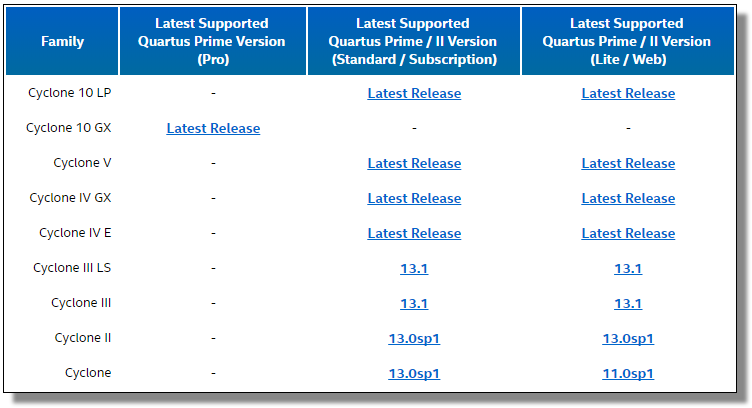 Family
Latest Supported
Quartus Prime Version
(Pro)
Latest Supported
Quartus Prime / II Version
(Standard / Subscription)
Latest Supported
Quartus Prime / II Version
(Lite / Web)
Cyclone 10 LP - Latest Release Latest Release
Cyclone 10 GX Latest Release - -
Cyclone V - Latest Release Latest Release
Cyclone IV GX - Latest Release Latest Release
Cyclone IV E - Latest Release Latest Release
Cyclone III LS - 13.1 13.1
Cyclone III - 13.1 13.1
Cyclone II - 13.0sp1 13.0sp1
Cyclone - 13.0sp1 11.0sp1